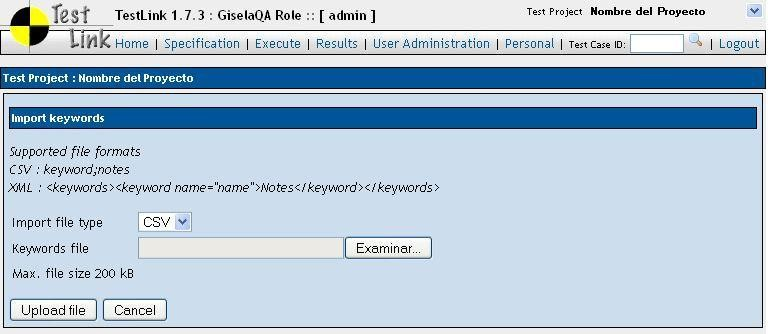 Test Link
TestLink 1.7.3 : GiselaQA Role :: [ admin ]
Test Project Nombre del Proyecto
Home | Specification | Execute | Results | User Administration | Personal | Test Case ID: | Logout
Test Project : Nombre del Proyecto
Import keywords
Supported file formats
CSV : keyword;notes
XML : <keywords><keyword name="name">Notes</keyword></keywords>
Import file type CSV
Keywords file Examinar...
Max. file size 200 kB
Upload file Cancel